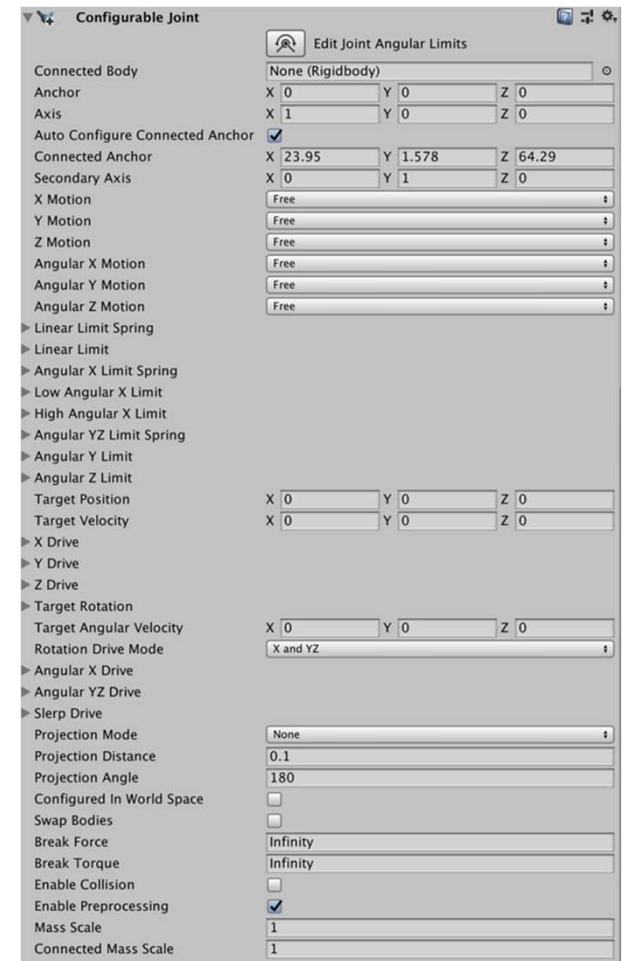 Configurable Joint
Edit Joint Angular Limits
Connected Body None (Rigidbody)
Anchor X 0 Y 0 Z 0
Axis X 1 Y 0 Z 0
Auto Configure Connected Anchor
Connected Anchor X 23.95 Y 1.578 Z 64.29
Secondary Axis X 0 Y 1 Z 0
X Motion Free
Y Motion Free
Z Motion Free
Angular X Motion Free
Angular Y Motion Free
Angular Z Motion Free
Linear Limit Spring
Linear Limit
Angular X Limit Spring
Low Angular X Limit
High Angular X Limit
Angular YZ Limit Spring
Angular Y Limit
Angular Z Limit
Target Position X 0 Y 0 Z 0
Target Velocity X 0 Y 0 Z 0
X Drive
Y Drive
Z Drive
Target Rotation
Target Angular Velocity X 0 Y 0 Z 0
Rotation Drive Mode X and YZ
Angular X Drive
Angular YZ Drive
Slerp Drive
Projection Mode None
Projection Distance 0.1
Projection Angle 180
Configured In World Space
Swap Bodies
Break Force Infinity
Break Torque Infinity
Enable Collision
Enable Preprocessing
Mass Scale 1
Connected Mass Scale 1